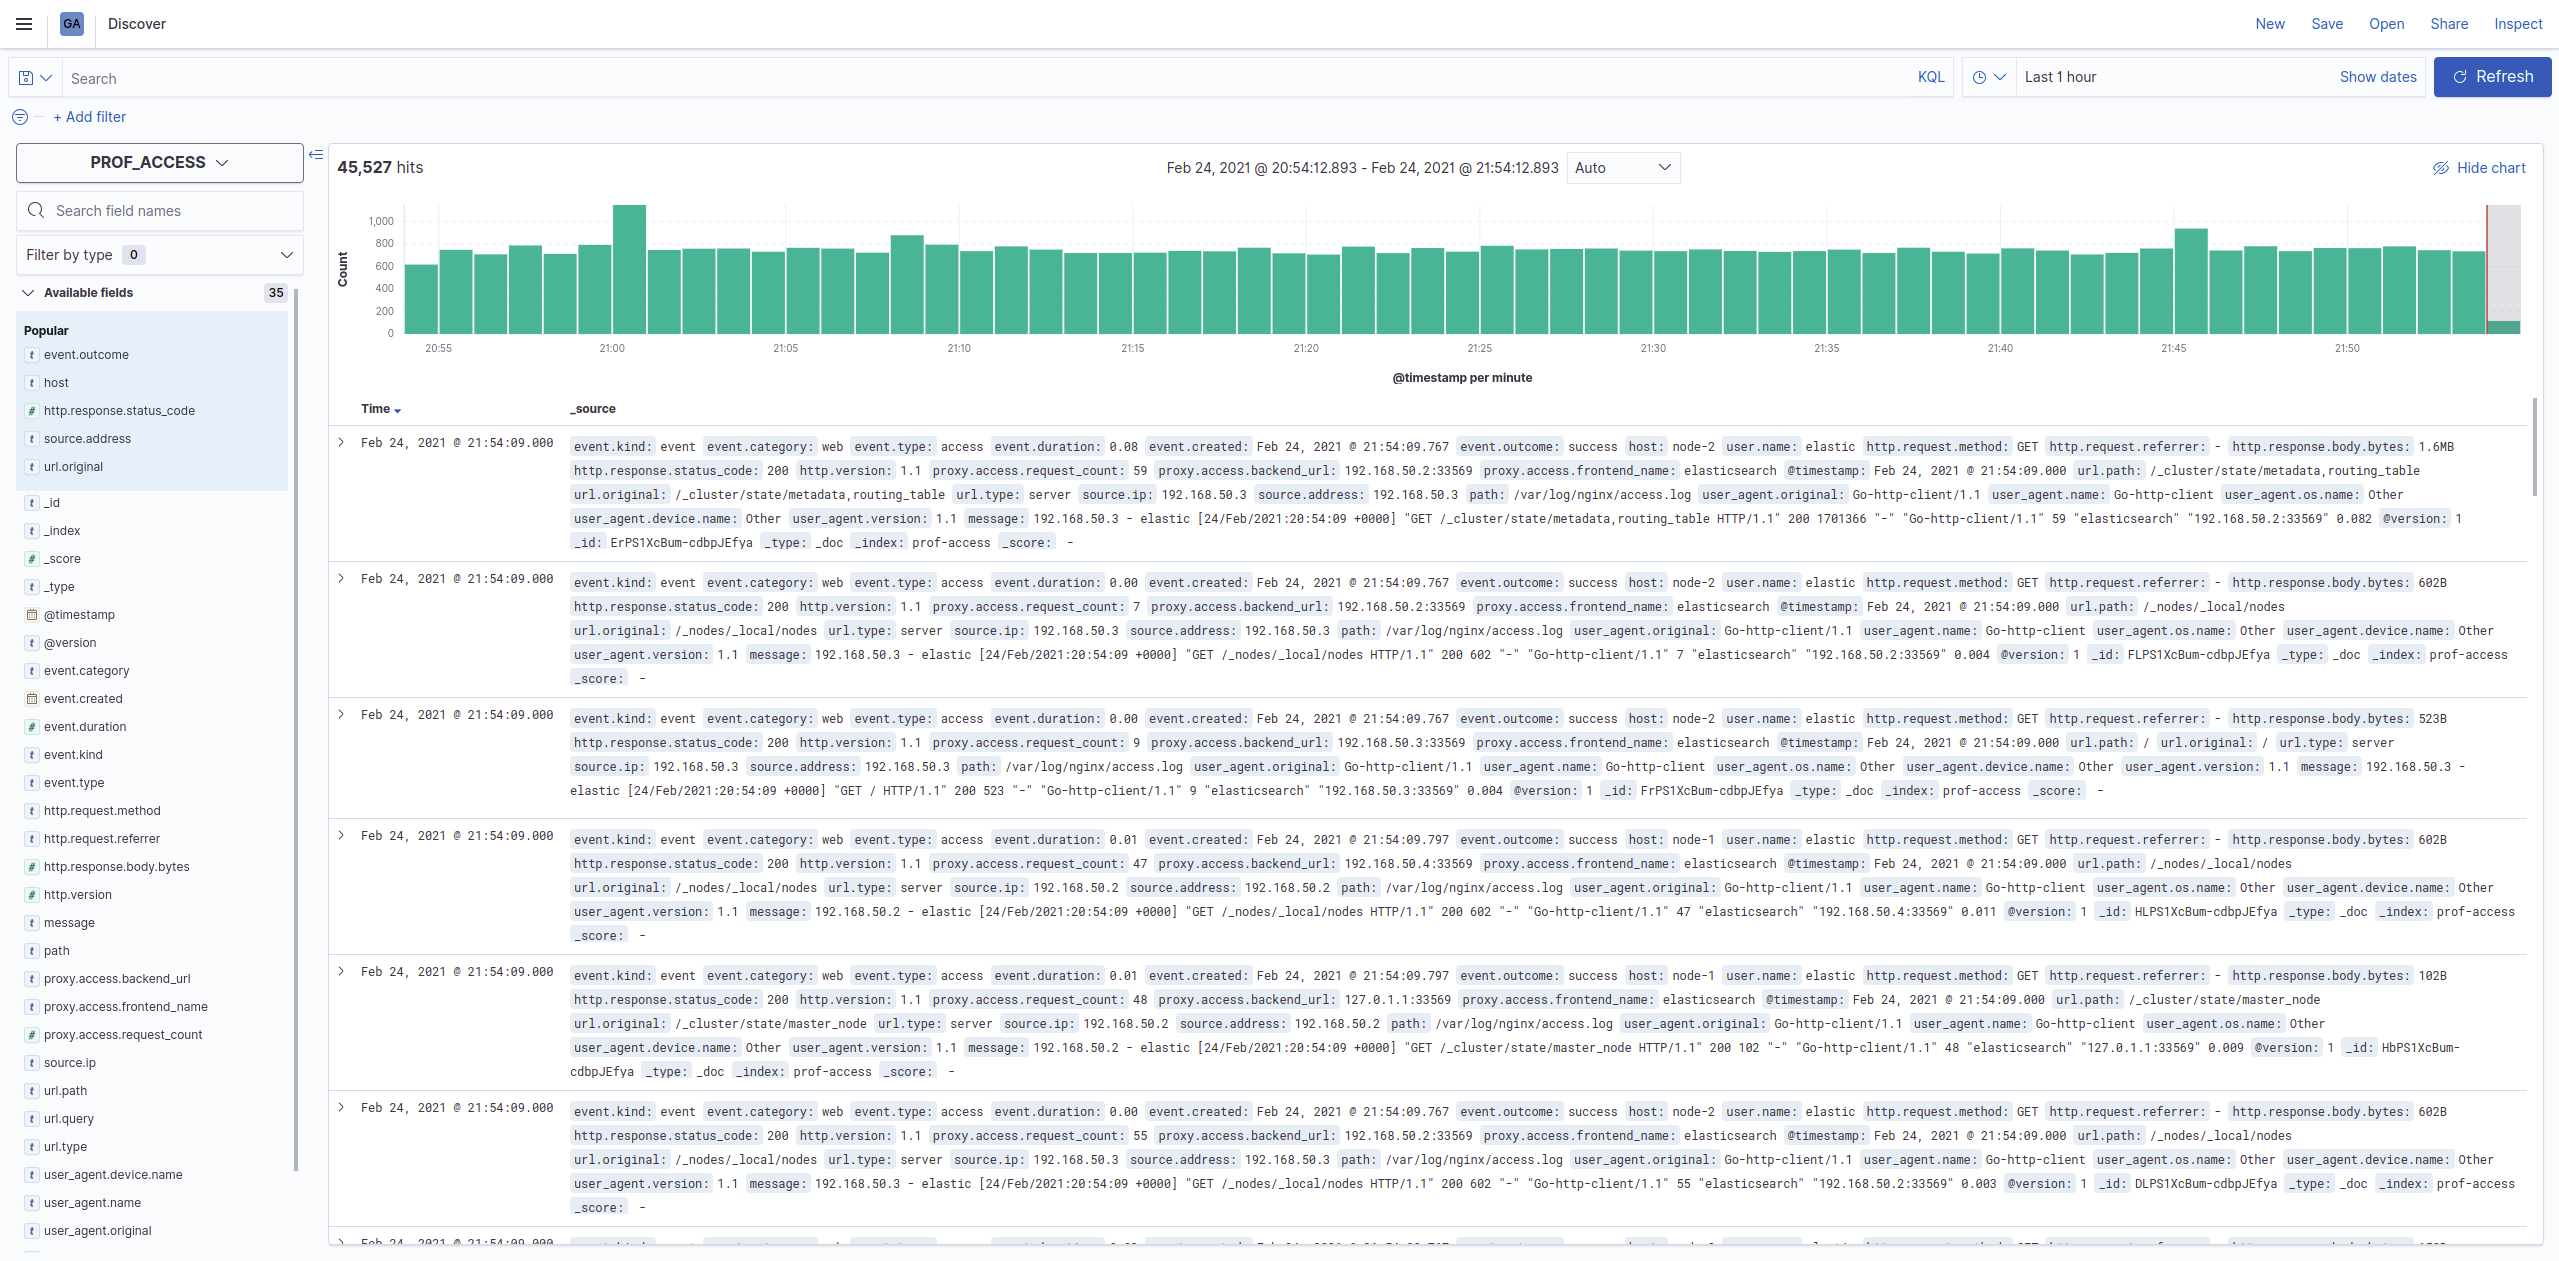 GA Discover New Save Open Share Inspect
Search KQL Last 1 hour Show dates Refresh
+ Add filter
PROF_ACCESS
Search field names
Filter by type 0
Available fields 35
Popular
t event.outcome
t host
# http.response.status_code
t source.address
t url.original
t _id
t _index
# _score
t _type
@timestamp
t @version
t event.category
event.created
# event.duration
t event.kind
t event.type
t http.request.method
t http.request.referrer
# http.response.body.bytes
t http.version
t message
t path
t proxy.access.backend_url
t proxy.access.frontend_name
# proxy.access.request_count
t source.ip
t url.path
t url.query
t url.type
t user_agent.device.name
t user_agent.name
t user_agent.original
45,527 hits Feb 24, 2021 @ 20:54:12.893 - Feb 24, 2021 @ 21:54:12.893 Auto Hide chart
Count
1,000
800
600
400
200
0
20:55 21:00 21:05 21:10 21:15 21:20 21:25 21:30 21:35 21:40 21:45 21:50
@timestamp per minute
Time _source
Feb 24, 2021 @ 21:54:09.000 event.kind: event event.category: web event.type: access event.duration: 0.08 event.created: Feb 24, 2021 @ 21:54:09.767 event.outcome: success host: node-2 user.name: elastic http.request.method: GET http.request.referrer: - http.response.body.bytes: 1.6MB
http.response.status_code: 200 http.version: 1.1 proxy.access.request_count: 59 proxy.access.backend_url: 192.168.50.2:33569 proxy.access.frontend_name: elasticsearch @timestamp: Feb 24, 2021 @ 21:54:09.000 url.path: /_cluster/state/metadata,routing_table
url.original: /_cluster/state/metadata,routing_table url.type: server source.ip: 192.168.50.3 source.address: 192.168.50.3 path: /var/log/nginx/access.log user_agent.original: Go-http-client/1.1 user_agent.name: Go-http-client user_agent.os.name: Other
user_agent.device.name: Other user_agent.version: 1.1 message: 192.168.50.3 - elastic [24/Feb/2021:20:54:09 +0000] "GET /_cluster/state/metadata,routing_table HTTP/1.1" 200 1701366 "-" "Go-http-client/1.1" 59 "elasticsearch" "192.168.50.2:33569" 0.082 @version: 1
_id: ErPS1XcBum-cdbpJEfya _type: _doc _index: prof-access _score: -
Feb 24, 2021 @ 21:54:09.000 event.kind: event event.category: web event.type: access event.duration: 0.00 event.created: Feb 24, 2021 @ 21:54:09.767 event.outcome: success host: node-2 user.name: elastic http.request.method: GET http.request.referrer: - http.response.body.bytes: 602B
http.response.status_code: 200 http.version: 1.1 proxy.access.request_count: 7 proxy.access.backend_url: 192.168.50.2:33569 proxy.access.frontend_name: elasticsearch @timestamp: Feb 24, 2021 @ 21:54:09.000 url.path: /_nodes/_local/nodes
url.original: /_nodes/_local/nodes url.type: server source.ip: 192.168.50.3 source.address: 192.168.50.3 path: /var/log/nginx/access.log user_agent.original: Go-http-client/1.1 user_agent.name: Go-http-client user_agent.os.name: Other user_agent.device.name: Other
user_agent.version: 1.1 message: 192.168.50.3 - elastic [24/Feb/2021:20:54:09 +0000] "GET /_nodes/_local/nodes HTTP/1.1" 200 602 "-" "Go-http-client/1.1" 7 "elasticsearch" "192.168.50.2:33569" 0.004 @version: 1 _id: FLPS1XcBum-cdbpJEfya _type: _doc _index: prof-access
_score: -
Feb 24, 2021 @ 21:54:09.000 event.kind: event event.category: web event.type: access event.duration: 0.00 event.created: Feb 24, 2021 @ 21:54:09.767 event.outcome: success host: node-2 user.name: elastic http.request.method: GET http.request.referrer: - http.response.body.bytes: 523B
http.response.status_code: 200 http.version: 1.1 proxy.access.request_count: 9 proxy.access.backend_url: 192.168.50.3:33569 proxy.access.frontend_name: elasticsearch @timestamp: Feb 24, 2021 @ 21:54:09.000 url.path: / url.original: / url.type: server
source.ip: 192.168.50.3 source.address: 192.168.50.3 path: /var/log/nginx/access.log user_agent.original: Go-http-client/1.1 user_agent.name: Go-http-client user_agent.os.name: Other user_agent.device.name: Other user_agent.version: 1.1 message: 192.168.50.3 -
elastic [24/Feb/2021:20:54:09 +0000] "GET / HTTP/1.1" 200 523 "-" "Go-http-client/1.1" 9 "elasticsearch" "192.168.50.3:33569" 0.004 @version: 1 _id: FrPS1XcBum-cdbpJEfya _type: _doc _index: prof-access _score: -
Feb 24, 2021 @ 21:54:09.000 event.kind: event event.category: web event.type: access event.duration: 0.01 event.created: Feb 24, 2021 @ 21:54:09.797 event.outcome: success host: node-1 user.name: elastic http.request.method: GET http.request.referrer: - http.response.body.bytes: 602B
http.response.status_code: 200 http.version: 1.1 proxy.access.request_count: 47 proxy.access.backend_url: 192.168.50.4:33569 proxy.access.frontend_name: elasticsearch @timestamp: Feb 24, 2021 @ 21:54:09.000 url.path: /_nodes/_local/nodes
url.original: /_nodes/_local/nodes url.type: server source.ip: 192.168.50.2 source.address: 192.168.50.2 path: /var/log/nginx/access.log user_agent.original: Go-http-client/1.1 user_agent.name: Go-http-client user_agent.os.name: Other user_agent.device.name: Other
user_agent.version: 1.1 message: 192.168.50.2 - elastic [24/Feb/2021:20:54:09 +0000] "GET /_nodes/_local/nodes HTTP/1.1" 200 602 "-" "Go-http-client/1.1" 47 "elasticsearch" "192.168.50.4:33569" 0.011 @version: 1 _id: HLPS1XcBum-cdbpJEfya _type: _doc _index: prof-access
_score: -
Feb 24, 2021 @ 21:54:09.000 event.kind: event event.category: web event.type: access event.duration: 0.01 event.created: Feb 24, 2021 @ 21:54:09.797 event.outcome: success host: node-1 user.name: elastic http.request.method: GET http.request.referrer: - http.response.body.bytes: 102B
http.response.status_code: 200 http.version: 1.1 proxy.access.request_count: 48 proxy.access.backend_url: 127.0.1.1:33569 proxy.access.frontend_name: elasticsearch @timestamp: Feb 24, 2021 @ 21:54:09.000 url.path: /_cluster/state/master_node
url.original: /_cluster/state/master_node url.type: server source.ip: 192.168.50.2 source.address: 192.168.50.2 path: /var/log/nginx/access.log user_agent.original: Go-http-client/1.1 user_agent.name: Go-http-client user_agent.os.name: Other
user_agent.device.name: Other user_agent.version: 1.1 message: 192.168.50.2 - elastic [24/Feb/2021:20:54:09 +0000] "GET /_cluster/state/master_node HTTP/1.1" 200 102 "-" "Go-http-client/1.1" 48 "elasticsearch" "127.0.1.1:33569" 0.009 @version: 1 _id: HbPS1XcBum-
cdbpJEfya _type: _doc _index: prof-access _score: -
Feb 24, 2021 @ 21:54:09.000 event.kind: event event.category: web event.type: access event.duration: 0.00 event.created: Feb 24, 2021 @ 21:54:09.767 event.outcome: success host: node-2 user.name: elastic http.request.method: GET http.request.referrer: - http.response.body.bytes: 602B
http.response.status_code: 200 http.version: 1.1 proxy.access.request_count: 55 proxy.access.backend_url: 192.168.50.2:33569 proxy.access.frontend_name: elasticsearch @timestamp: Feb 24, 2021 @ 21:54:09.000 url.path: /_nodes/_local/nodes
url.original: /_nodes/_local/nodes url.type: server source.ip: 192.168.50.3 source.address: 192.168.50.3 path: /var/log/nginx/access.log user_agent.original: Go-http-client/1.1 user_agent.name: Go-http-client user_agent.os.name: Other user_agent.device.name: Other
user_agent.version: 1.1 message: 192.168.50.3 - elastic [24/Feb/2021:20:54:09 +0000] "GET /_nodes/_local/nodes HTTP/1.1" 200 602 "-" "Go-http-client/1.1" 55 "elasticsearch" "192.168.50.2:33569" 0.003 @version: 1 _id: DLPS1XcBum-cdbpJEfya _type: _doc _index: prof-access
_score: -
Feb 24, 2021 @ 21:54:09.000